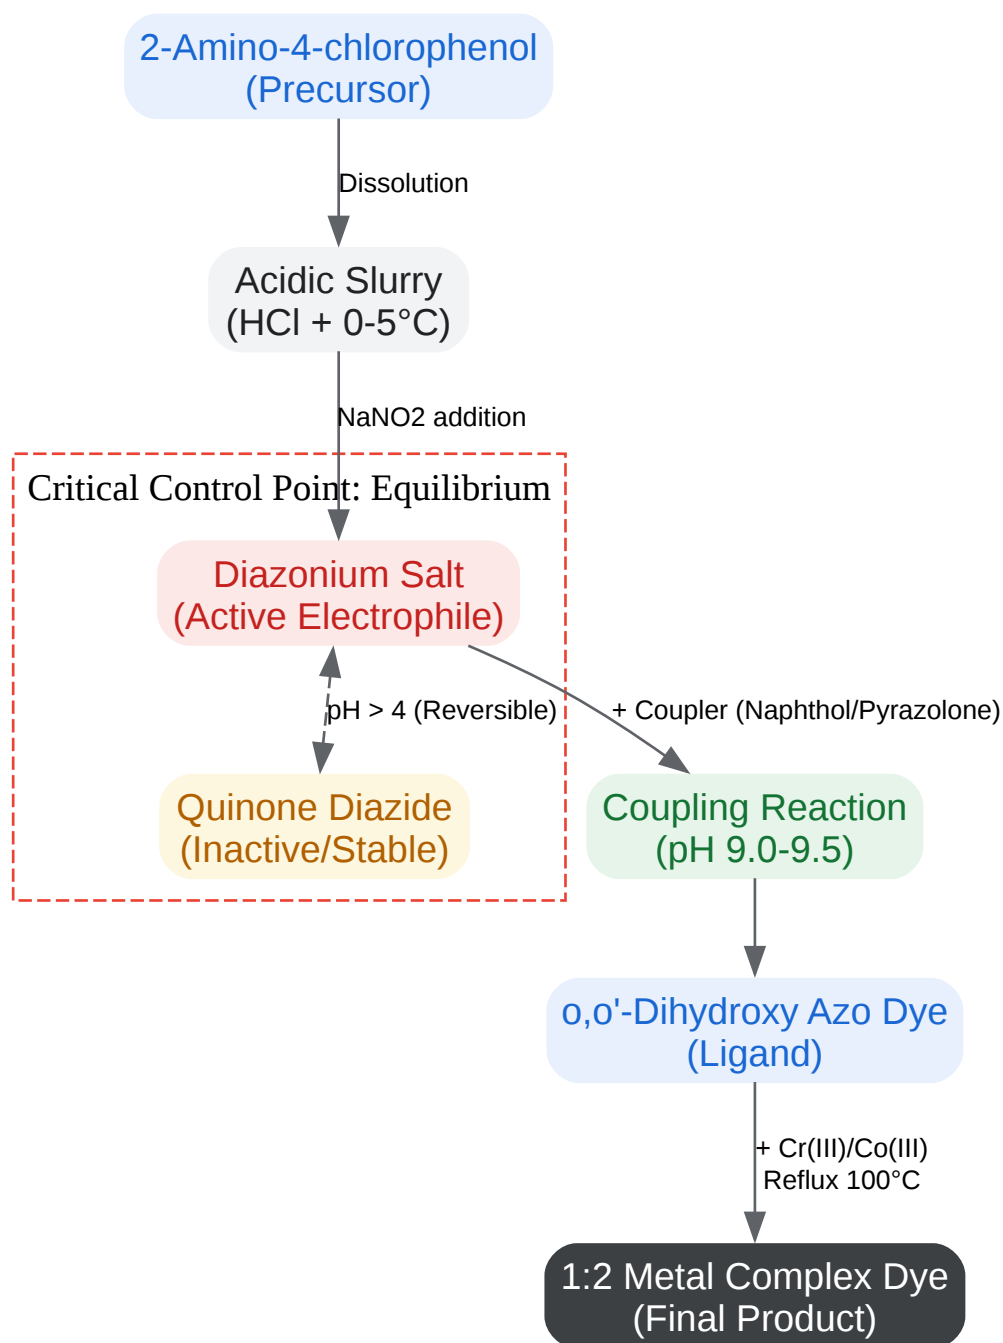 2-Amino-4-chlorophenol
(Precursor)
Dissolution
Acidic Slurry
(HCl + 0-5°C)
NaNO2 addition
Critical Control Point: Equilibrium
Diazonium Salt
(Active Electrophile)
pH > 4 (Reversible)
+ Coupler (Naphthol/Pyrazolone)
Quinone Diazide
(Inactive/Stable)
Coupling Reaction
(pH 9.0-9.5)
o,o'-Dihydroxy Azo Dye
(Ligand)
+ Cr(III)/Co(III)
Reflux 100°C
1:2 Metal Complex Dye
(Final Product)